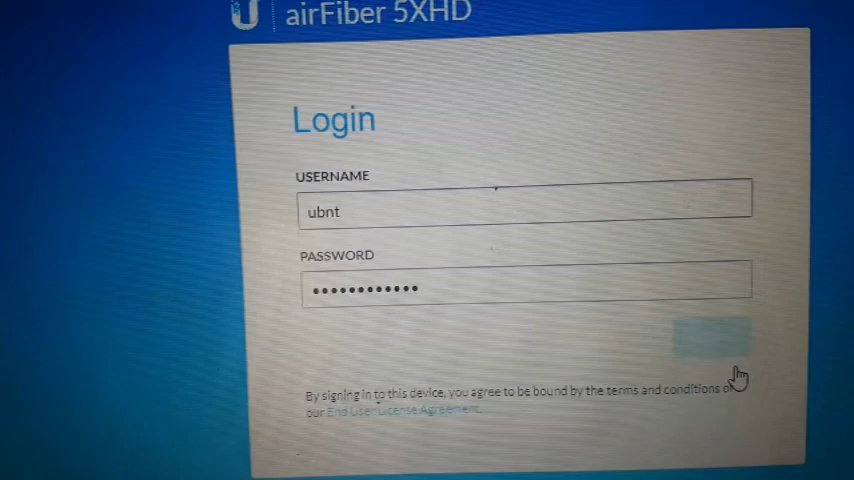 airFiber 5XHD
Login
USERNAME
ubnt
PASSWORD
••••••••••••
By signing in to this device, you agree to be bound by the terms and conditions of
our End User License Agreement.